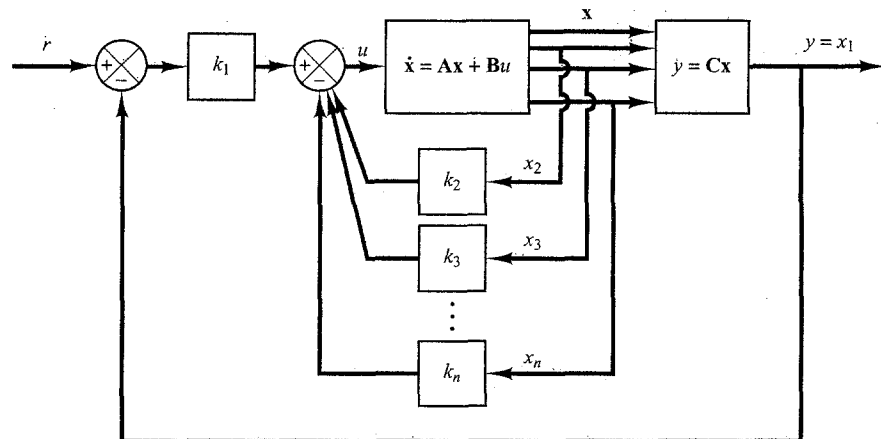 x
r
k₁
u
ẋ = Ax + Bu
y = Cx
y = x₁
+
−
+
−
k₂
x₂
k₃
x₃
⋮
kₙ
xₙ